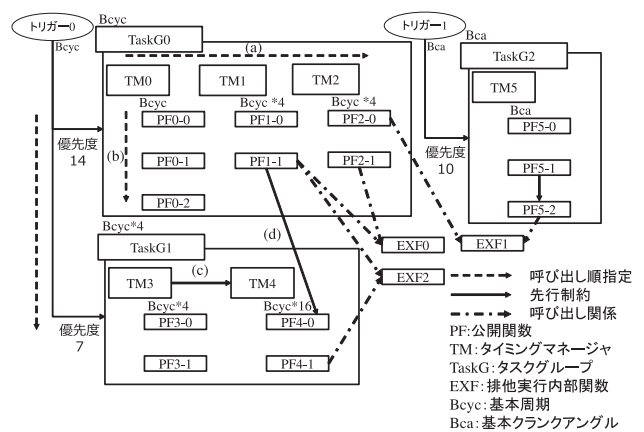 トリガー0
Bcyc
Bcyc
TaskG0
(a)
TM0
TM1
TM2
Bcyc
Bcyc *4
Bcyc *4
PF0-0
PF1-0
PF2-0
優先度
14
(b)
PF0-1
PF1-1
PF2-1
PF0-2
(d)
トリガー1
Bca
Bca
TaskG2
TM5
Bca
PF5-0
優先度
10
PF5-1
PF5-2
EXF0
EXF1
EXF2
Bcyc*4
TaskG1
(c)
TM3
TM4
Bcyc*4
Bcyc*16
PF3-0
PF4-0
優先度
7
PF3-1
PF4-1
呼び出し順指定
先行制約
呼び出し関係
PF:公開関数
TM:タイミングマネージャ
TaskG:タスクグループ
EXF:排他実行内部関数
Bcyc:基本周期
Bca:基本クランクアングル